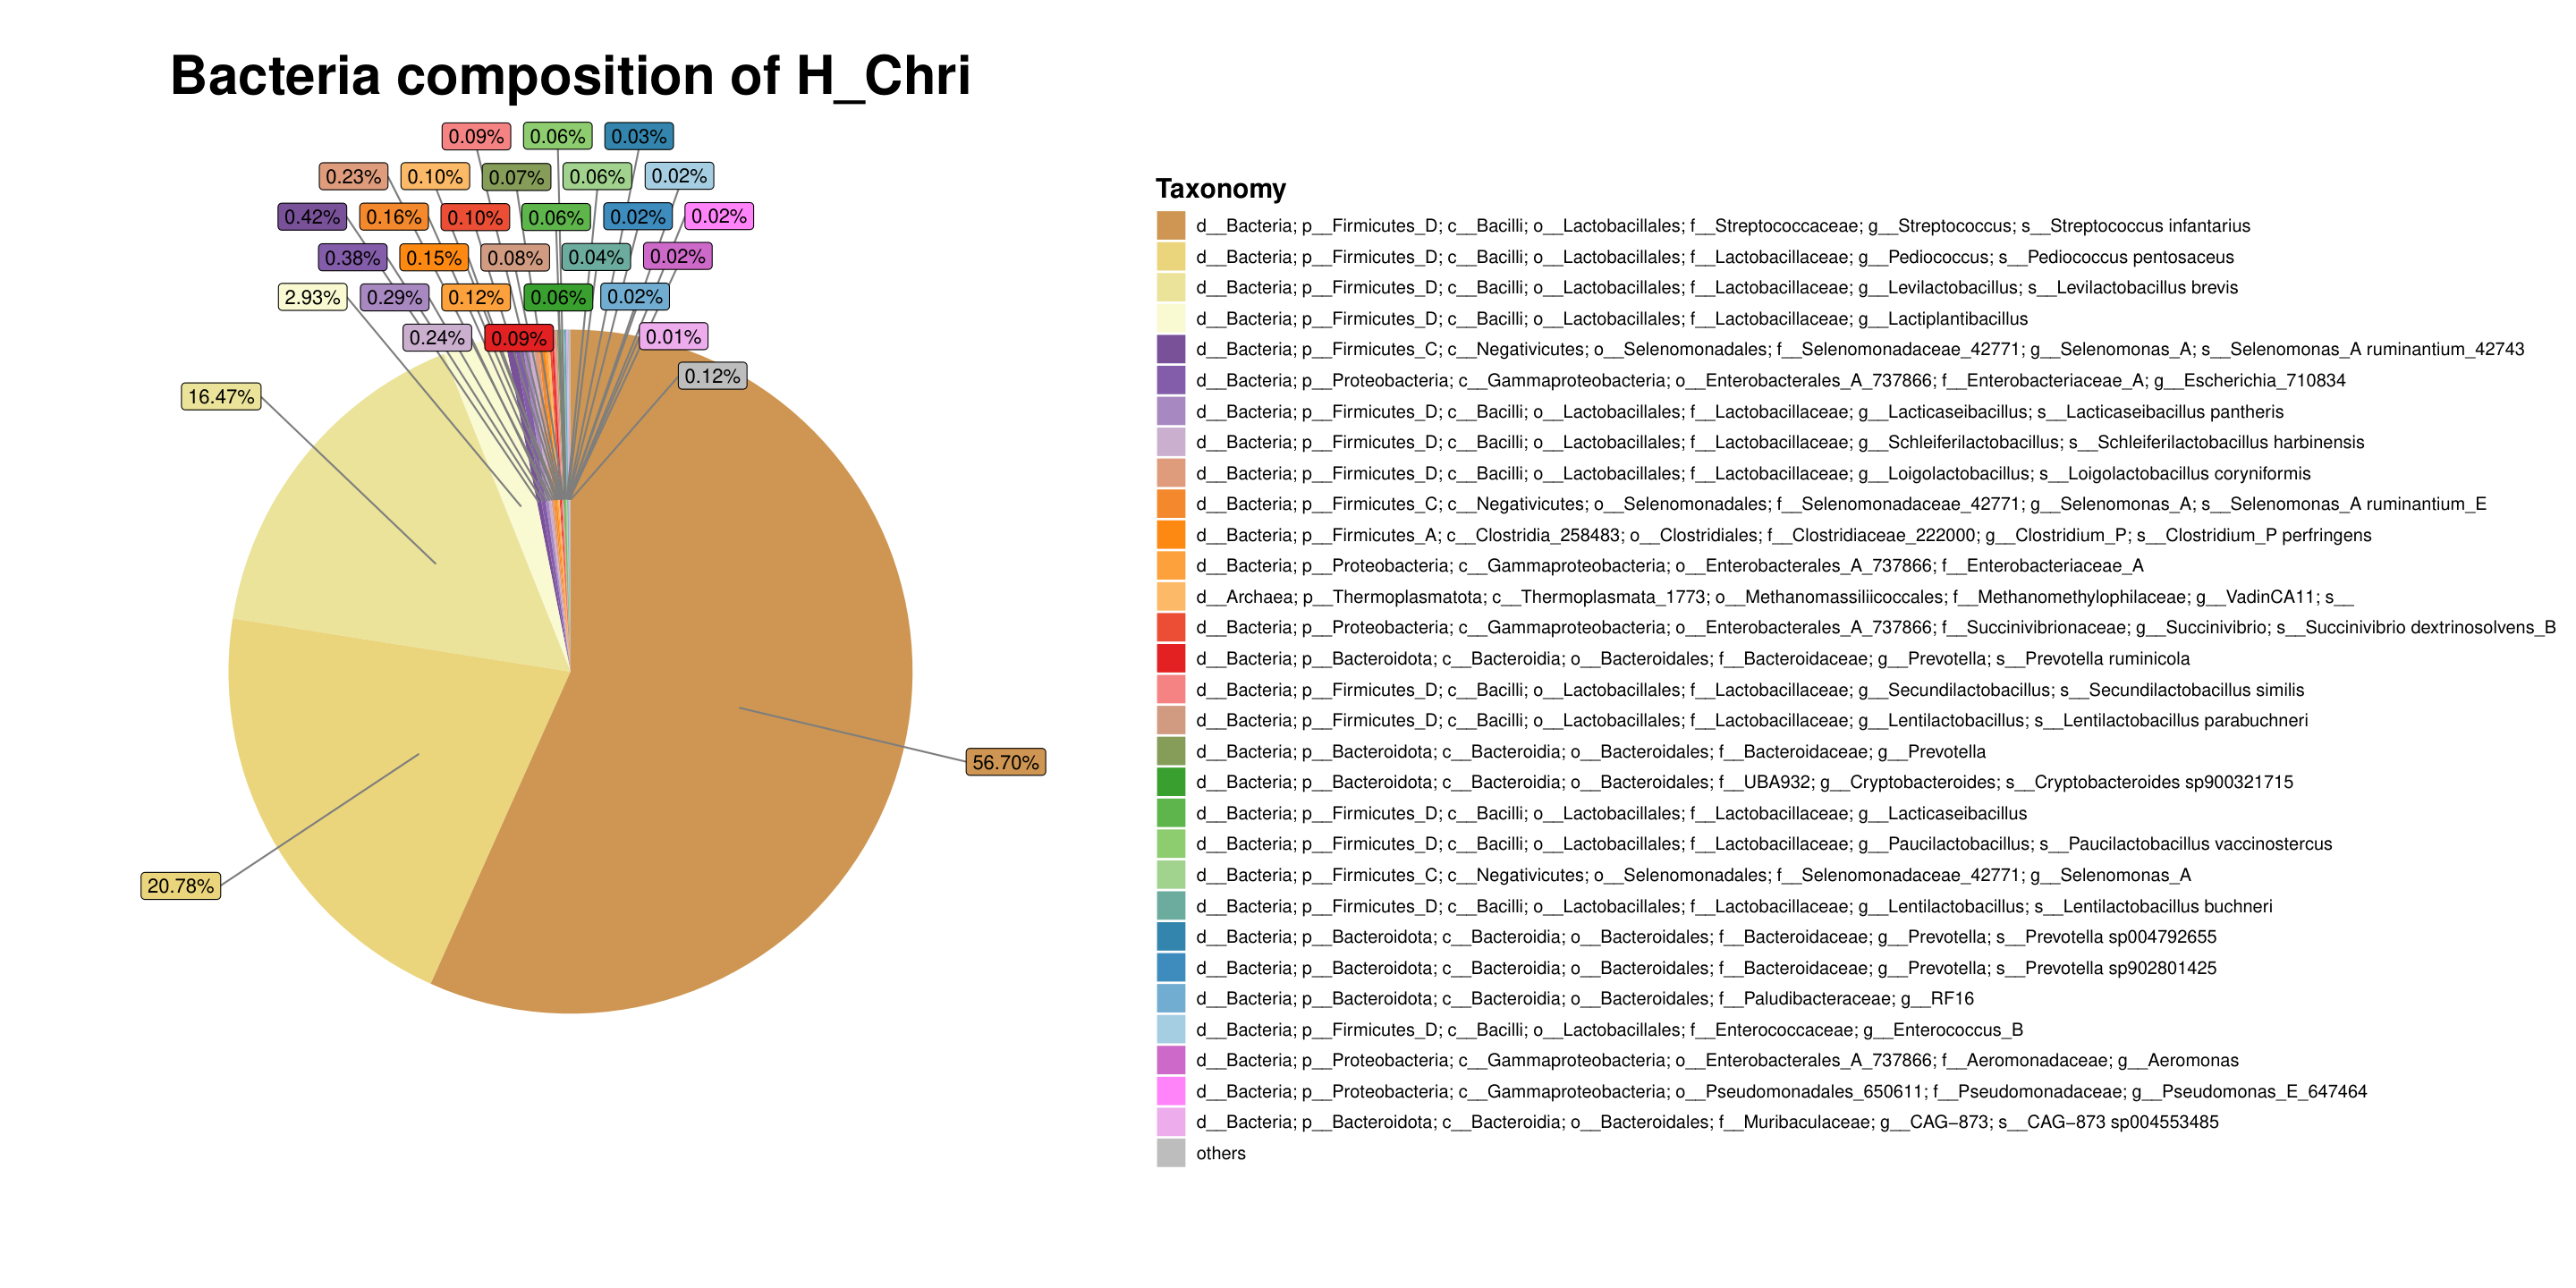 Bacteria composition of H_Chri
0.09% 0.06% 0.03%
0.23% 0.10% 0.07% 0.06% 0.02%
0.42% 0.16% 0.10% 0.06% 0.02% 0.02%
0.38% 0.15% 0.08% 0.04% 0.02%
2.93% 0.29% 0.12% 0.06% 0.02%
0.24% 0.09% 0.01%
0.12%
16.47%
56.70%
20.78%
Taxonomy
d__Bacteria; p__Firmicutes_D; c__Bacilli; o__Lactobacillales; f__Streptococcaceae; g__Streptococcus; s__Streptococcus infantarius
d__Bacteria; p__Firmicutes_D; c__Bacilli; o__Lactobacillales; f__Lactobacillaceae; g__Pediococcus; s__Pediococcus pentosaceus
d__Bacteria; p__Firmicutes_D; c__Bacilli; o__Lactobacillales; f__Lactobacillaceae; g__Levilactobacillus; s__Levilactobacillus brevis
d__Bacteria; p__Firmicutes_D; c__Bacilli; o__Lactobacillales; f__Lactobacillaceae; g__Lactiplantibacillus
d__Bacteria; p__Firmicutes_C; c__Negativicutes; o__Selenomonadales; f__Selenomonadaceae_42771; g__Selenomonas_A; s__Selenomonas_A ruminantium_42743
d__Bacteria; p__Proteobacteria; c__Gammaproteobacteria; o__Enterobacterales_A_737866; f__Enterobacteriaceae_A; g__Escherichia_710834
d__Bacteria; p__Firmicutes_D; c__Bacilli; o__Lactobacillales; f__Lactobacillaceae; g__Lacticaseibacillus; s__Lacticaseibacillus pantheris
d__Bacteria; p__Firmicutes_D; c__Bacilli; o__Lactobacillales; f__Lactobacillaceae; g__Schleiferilactobacillus; s__Schleiferilactobacillus harbinensis
d__Bacteria; p__Firmicutes_D; c__Bacilli; o__Lactobacillales; f__Lactobacillaceae; g__Loigolactobacillus; s__Loigolactobacillus coryniformis
d__Bacteria; p__Firmicutes_C; c__Negativicutes; o__Selenomonadales; f__Selenomonadaceae_42771; g__Selenomonas_A; s__Selenomonas_A ruminantium_E
d__Bacteria; p__Firmicutes_A; c__Clostridia_258483; o__Clostridiales; f__Clostridiaceae_222000; g__Clostridium_P; s__Clostridium_P perfringens
d__Bacteria; p__Proteobacteria; c__Gammaproteobacteria; o__Enterobacterales_A_737866; f__Enterobacteriaceae_A
d__Archaea; p__Thermoplasmatota; c__Thermoplasmata_1773; o__Methanomassiliicoccales; f__Methanomethylophilaceae; g__VadinCA11; s__
d__Bacteria; p__Proteobacteria; c__Gammaproteobacteria; o__Enterobacterales_A_737866; f__Succinivibrionaceae; g__Succinivibrio; s__Succinivibrio dextrinosolvens_B
d__Bacteria; p__Bacteroidota; c__Bacteroidia; o__Bacteroidales; f__Bacteroidaceae; g__Prevotella; s__Prevotella ruminicola
d__Bacteria; p__Firmicutes_D; c__Bacilli; o__Lactobacillales; f__Lactobacillaceae; g__Secundilactobacillus; s__Secundilactobacillus similis
d__Bacteria; p__Firmicutes_D; c__Bacilli; o__Lactobacillales; f__Lactobacillaceae; g__Lentilactobacillus; s__Lentilactobacillus parabuchneri
d__Bacteria; p__Bacteroidota; c__Bacteroidia; o__Bacteroidales; f__Bacteroidaceae; g__Prevotella
d__Bacteria; p__Bacteroidota; c__Bacteroidia; o__Bacteroidales; f__UBA932; g__Cryptobacteroides; s__Cryptobacteroides sp900321715
d__Bacteria; p__Firmicutes_D; c__Bacilli; o__Lactobacillales; f__Lactobacillaceae; g__Lacticaseibacillus
d__Bacteria; p__Firmicutes_D; c__Bacilli; o__Lactobacillales; f__Lactobacillaceae; g__Paucilactobacillus; s__Paucilactobacillus vaccinostercus
d__Bacteria; p__Firmicutes_C; c__Negativicutes; o__Selenomonadales; f__Selenomonadaceae_42771; g__Selenomonas_A
d__Bacteria; p__Firmicutes_D; c__Bacilli; o__Lactobacillales; f__Lactobacillaceae; g__Lentilactobacillus; s__Lentilactobacillus buchneri
d__Bacteria; p__Bacteroidota; c__Bacteroidia; o__Bacteroidales; f__Bacteroidaceae; g__Prevotella; s__Prevotella sp004792655
d__Bacteria; p__Bacteroidota; c__Bacteroidia; o__Bacteroidales; f__Bacteroidaceae; g__Prevotella; s__Prevotella sp902801425
d__Bacteria; p__Bacteroidota; c__Bacteroidia; o__Bacteroidales; f__Paludibacteraceae; g__RF16
d__Bacteria; p__Firmicutes_D; c__Bacilli; o__Lactobacillales; f__Enterococcaceae; g__Enterococcus_B
d__Bacteria; p__Proteobacteria; c__Gammaproteobacteria; o__Enterobacterales_A_737866; f__Aeromonadaceae; g__Aeromonas
d__Bacteria; p__Proteobacteria; c__Gammaproteobacteria; o__Pseudomonadales_650611; f__Pseudomonadaceae; g__Pseudomonas_E_647464
d__Bacteria; p__Bacteroidota; c__Bacteroidia; o__Bacteroidales; f__Muribaculaceae; g__CAG−873; s__CAG−873 sp004553485
others